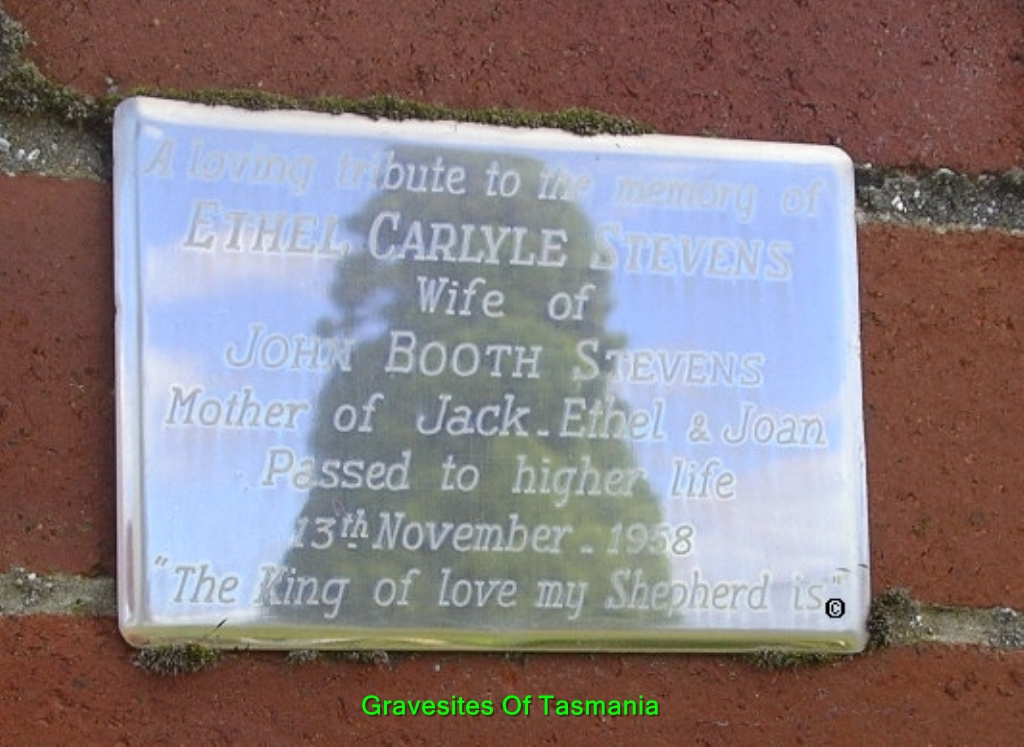 A loving tribute to the memory of
ETHEL CARLYLE STEVENS
Wife of
JOHN BOOTH STEVENS
Mother of Jack - Ethel & Joan
Passed to higher life
13th November - 1958
"The King of love my Shepherd is"
©
Gravesites Of Tasmania